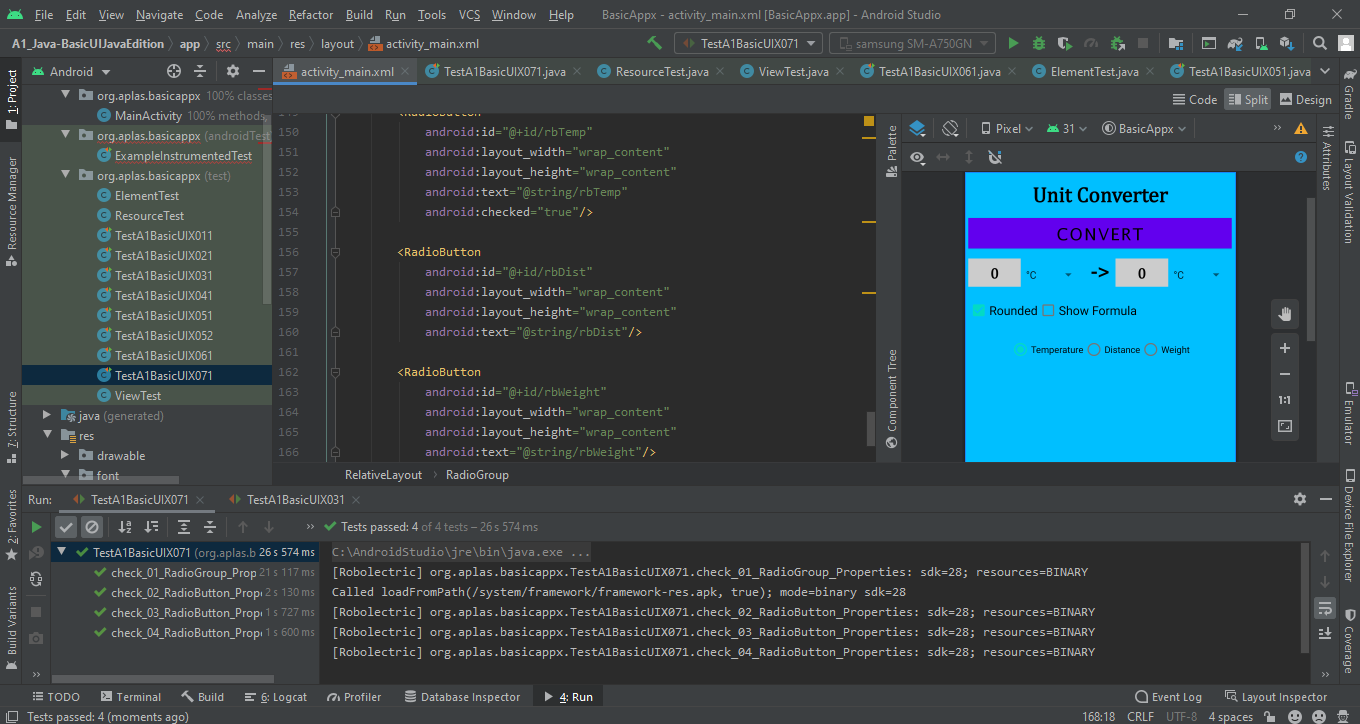 File Edit View Navigate Code Analyze Refactor Build Run Tools VCS Window Help BasicAppx - activity_main.xml [BasicAppx.app] - Android Studio
A1_Java-BasicUIJavaEdition app src main res layout activity_main.xml TestA1BasicUIX071 samsung SM-A750GN
Android activity_main.xml TestA1BasicUIX071.java ResourceTest.java ViewTest.java TestA1BasicUIX061.java ElementTest.java TestA1BasicUIX051.java
Code Split Design
1: Project
Resource Manager
7: Structure
2: Favorites
Build Variants
org.aplas.basicappx 100% classes
MainActivity 100% methods,
org.aplas.basicappx (androidTest
ExampleInstrumentedTest
org.aplas.basicappx (test)
ElementTest
ResourceTest
TestA1BasicUIX011
TestA1BasicUIX021
TestA1BasicUIX031
TestA1BasicUIX041
TestA1BasicUIX051
TestA1BasicUIX052
TestA1BasicUIX061
TestA1BasicUIX071
ViewTest
java (generated)
res
drawable
font
<RadioButton
150 android:id="@+id/rbTemp"
151 android:layout_width="wrap_content"
152 android:layout_height="wrap_content"
153 android:text="@string/rbTemp"
154 android:checked="true"/>
155
156 <RadioButton
157 android:id="@+id/rbDist"
158 android:layout_width="wrap_content"
159 android:layout_height="wrap_content"
160 android:text="@string/rbDist"/>
161
162 <RadioButton
163 android:id="@+id/rbWeight"
164 android:layout_width="wrap_content"
165 android:layout_height="wrap_content"
166 android:text="@string/rbWeight"/>
RelativeLayout › RadioGroup
Palette
Component Tree
Pixel 31 BasicAppx
Unit Converter
CONVERT
0 °C -> 0 °C
Rounded Show Formula
Temperature Distance Weight
1:1
Attributes
Gradle
Layout Validation
Emulator
Device File Explorer
Coverage
Run: TestA1BasicUIX071 TestA1BasicUIX031
Tests passed: 4 of 4 tests – 26 s 574 ms
TestA1BasicUIX071 (org.aplas.b 26 s 574 ms
check_01_RadioGroup_Prop 21 s 117 ms
check_02_RadioButton_Prope 2 s 130 ms
check_03_RadioButton_Prope 1 s 727 ms
check_04_RadioButton_Prope 1 s 600 ms
C:\AndroidStudio\jre\bin\java.exe ...
[Robolectric] org.aplas.basicappx.TestA1BasicUIX071.check_01_RadioGroup_Properties: sdk=28; resources=BINARY
Called loadFromPath(/system/framework/framework-res.apk, true); mode=binary sdk=28
[Robolectric] org.aplas.basicappx.TestA1BasicUIX071.check_02_RadioButton_Properties: sdk=28; resources=BINARY
[Robolectric] org.aplas.basicappx.TestA1BasicUIX071.check_03_RadioButton_Properties: sdk=28; resources=BINARY
[Robolectric] org.aplas.basicappx.TestA1BasicUIX071.check_04_RadioButton_Properties: sdk=28; resources=BINARY
TODO Terminal Build 6: Logcat Profiler Database Inspector 4: Run Event Log Layout Inspector
Tests passed: 4 (moments ago) 168:18 CRLF UTF-8 4 spaces